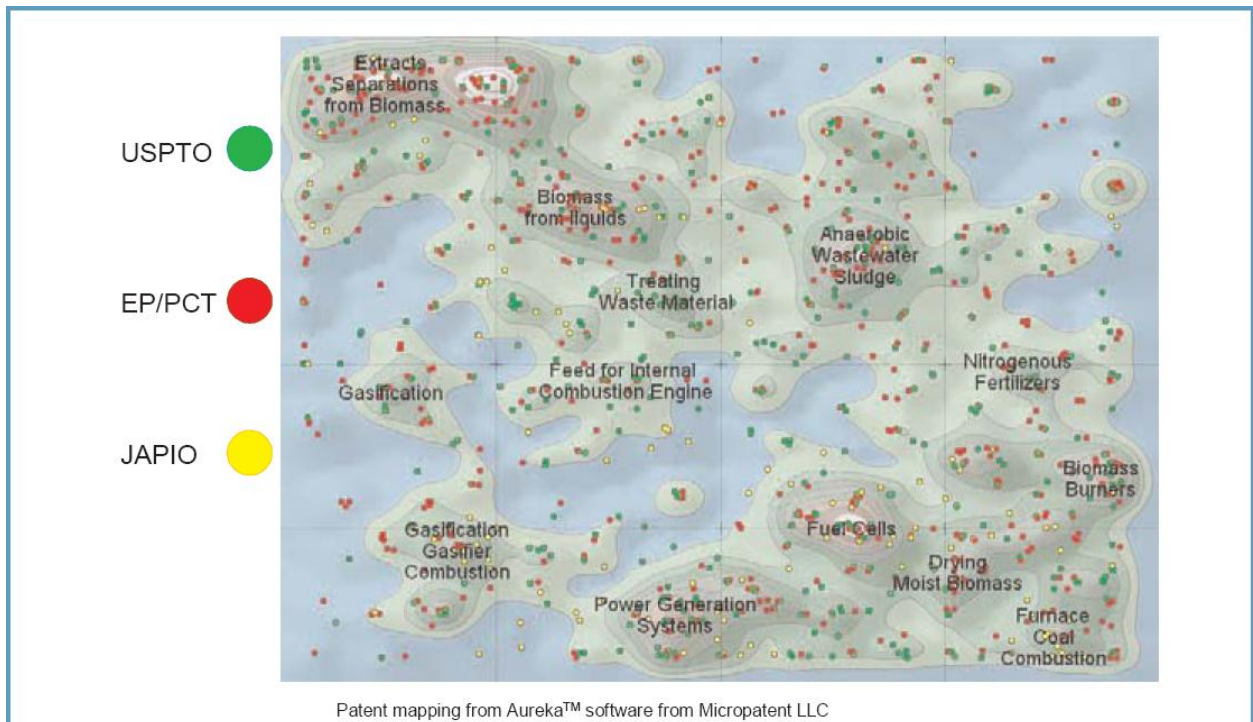 Extracts
Separations
from Biomass
USPTO
Biomass
from liquids
Anaerobic
Wastewater
Sludge
EP/PCT
Treating
Waste Material
Nitrogenous
Fertilizers
Gasification
Feed for Internal
Combustion Engine
JAPIO
Biomass
Burners
Gasification
Gasifier
Combustion
Fuel Cells
Drying
Moist Biomass
Power Generation
Systems
Furnace
Coal
Combustion
Patent mapping from Aureka™ software from Micropatent LLC